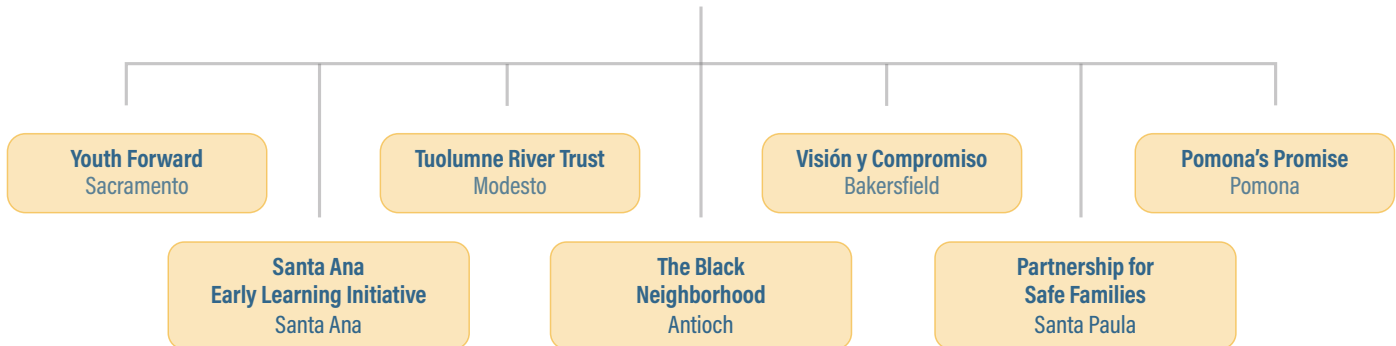 Youth Forward
Sacramento
Tuolumne River Trust
Modesto
Visión y Compromiso
Bakersfield
Pomona’s Promise
Pomona
Santa Ana
Early Learning Initiative
Santa Ana
The Black
Neighborhood
Antioch
Partnership for
Safe Families
Santa Paula